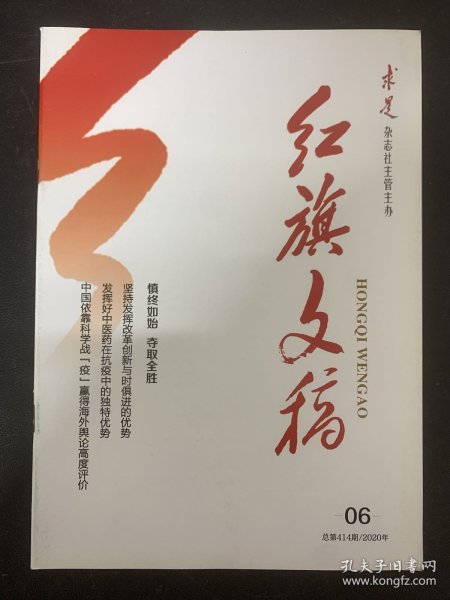 求是 杂志社主管主办
红旗文稿
HONGQI WENGAO
慎终如始 夺取全胜
坚持发挥改革创新与时俱进的优势
发挥好中医药在抗疫中的独特优势
中国依靠科学战「疫」赢得海外舆论高度评价
06
总第414期/2020年
孔夫子旧书网
www.kongfz.com